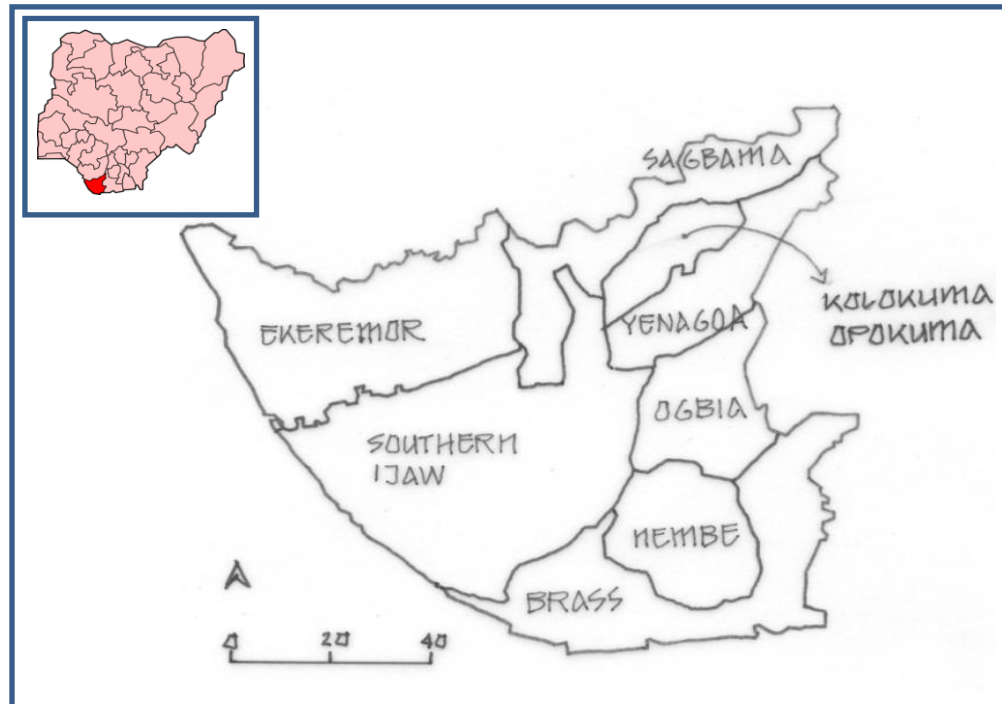 SAGBAMA
KOLOKUMA
OPOKUMA
YENAGOA
EKEREMOR
OGBIA
SOUTHERN
IJAW
NEMBE
BRASS
0 20 40